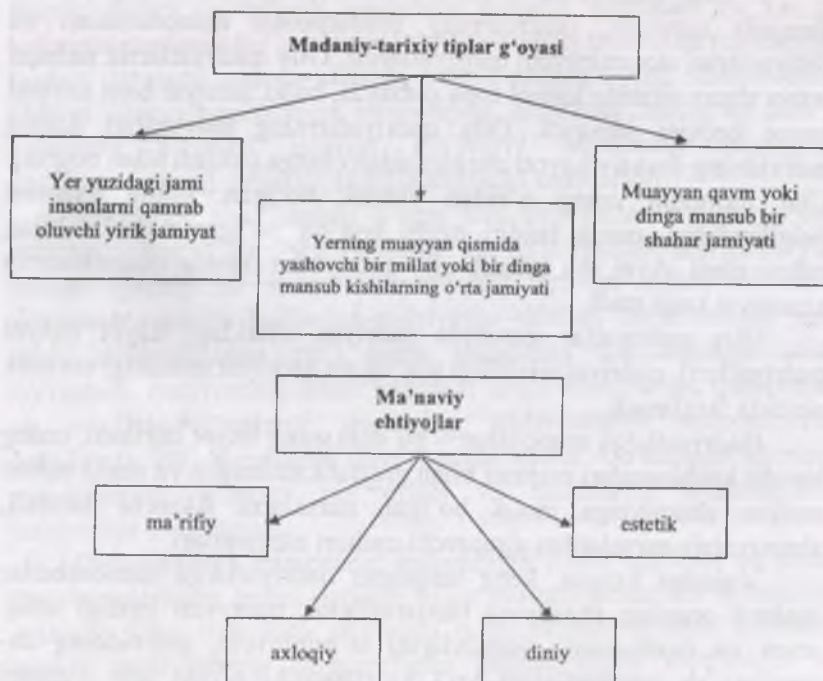 Madaniy-tarixiy tiplar g‘oyasi
Yer yuzidagi jami
insonlarni qamrab
oluvchi yirik jamiyat
Yerning muayyan qismida
yashovchi bir millat yoki bir dinga
mansub kishilarning o‘rta jamiyati
Muayyan qavm yoki
dinga mansub bir
shahar jamiyati
Ma’naviy
ehtiyojlar
ma’rifiy
estetik
axloqiy
diniy